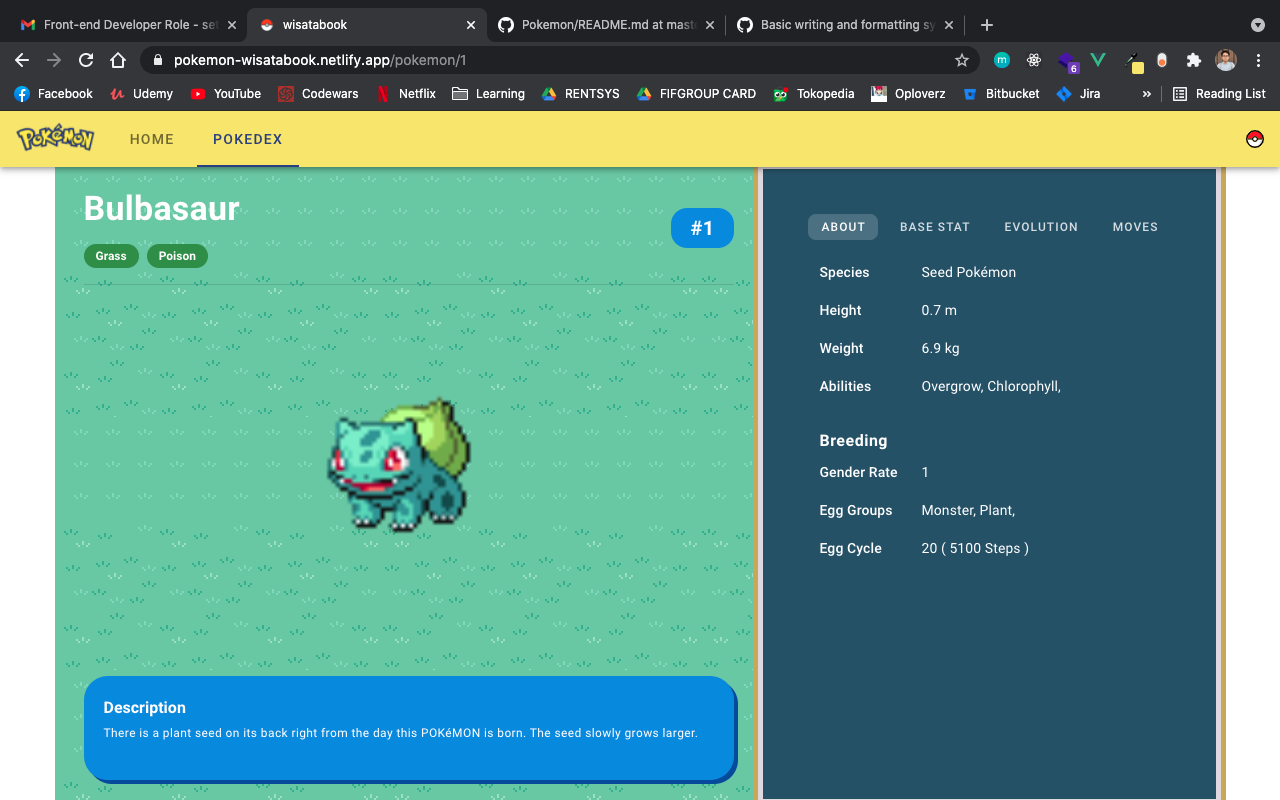 Front-end Developer Role - se
wisatabook
Pokemon/README.md at mast
Basic writing and formatting sy
pokemon-wisatabook.netlify.app/pokemon/1
m
6
Facebook
Udemy
YouTube
Codewars
Netflix
Learning
RENTSYS
FIFGROUP CARD
Tokopedia
Oploverz
Bitbucket
Jira
»
Reading List
POKéMON
HOME
POKEDEX
Bulbasaur
#1
Grass
Poison
Description
There is a plant seed on its back right from the day this POKéMON is born. The seed slowly grows larger.
ABOUT
BASE STAT
EVOLUTION
MOVES
Species Seed Pokémon
Height 0.7 m
Weight 6.9 kg
Abilities Overgrow, Chlorophyll,
Breeding
Gender Rate 1
Egg Groups Monster, Plant,
Egg Cycle 20 ( 5100 Steps )